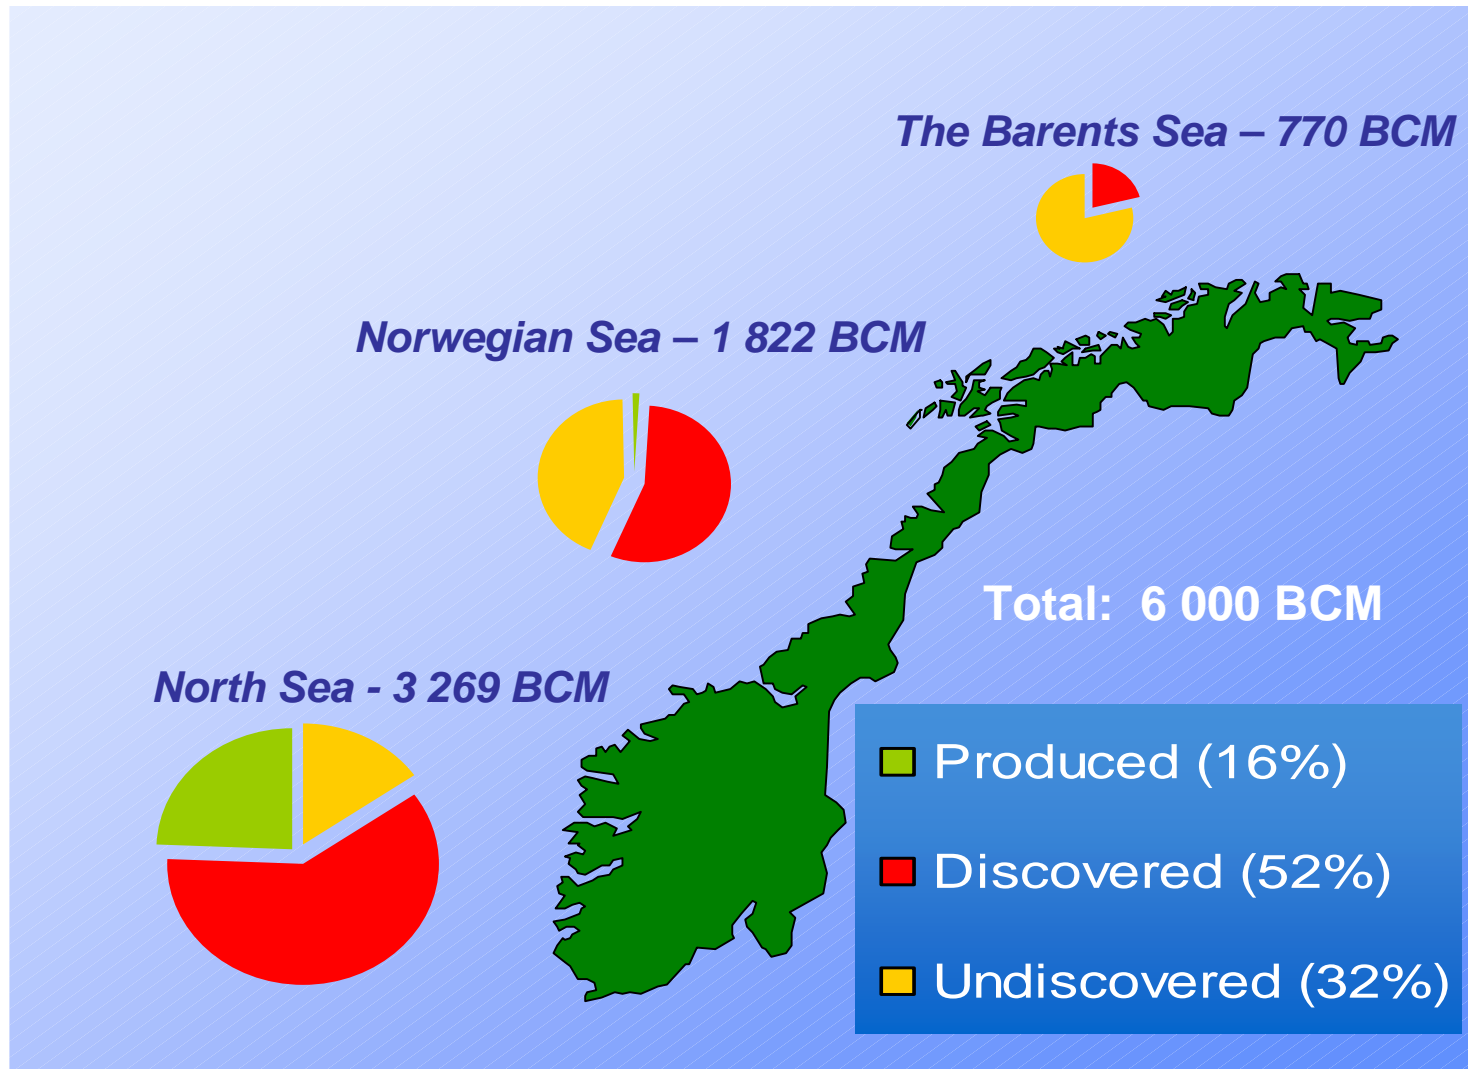 The Barents Sea – 770 BCM
Norwegian Sea – 1 822 BCM
Total: 6 000 BCM
North Sea - 3 269 BCM
Produced (16%)
Discovered (52%)
Undiscovered (32%)